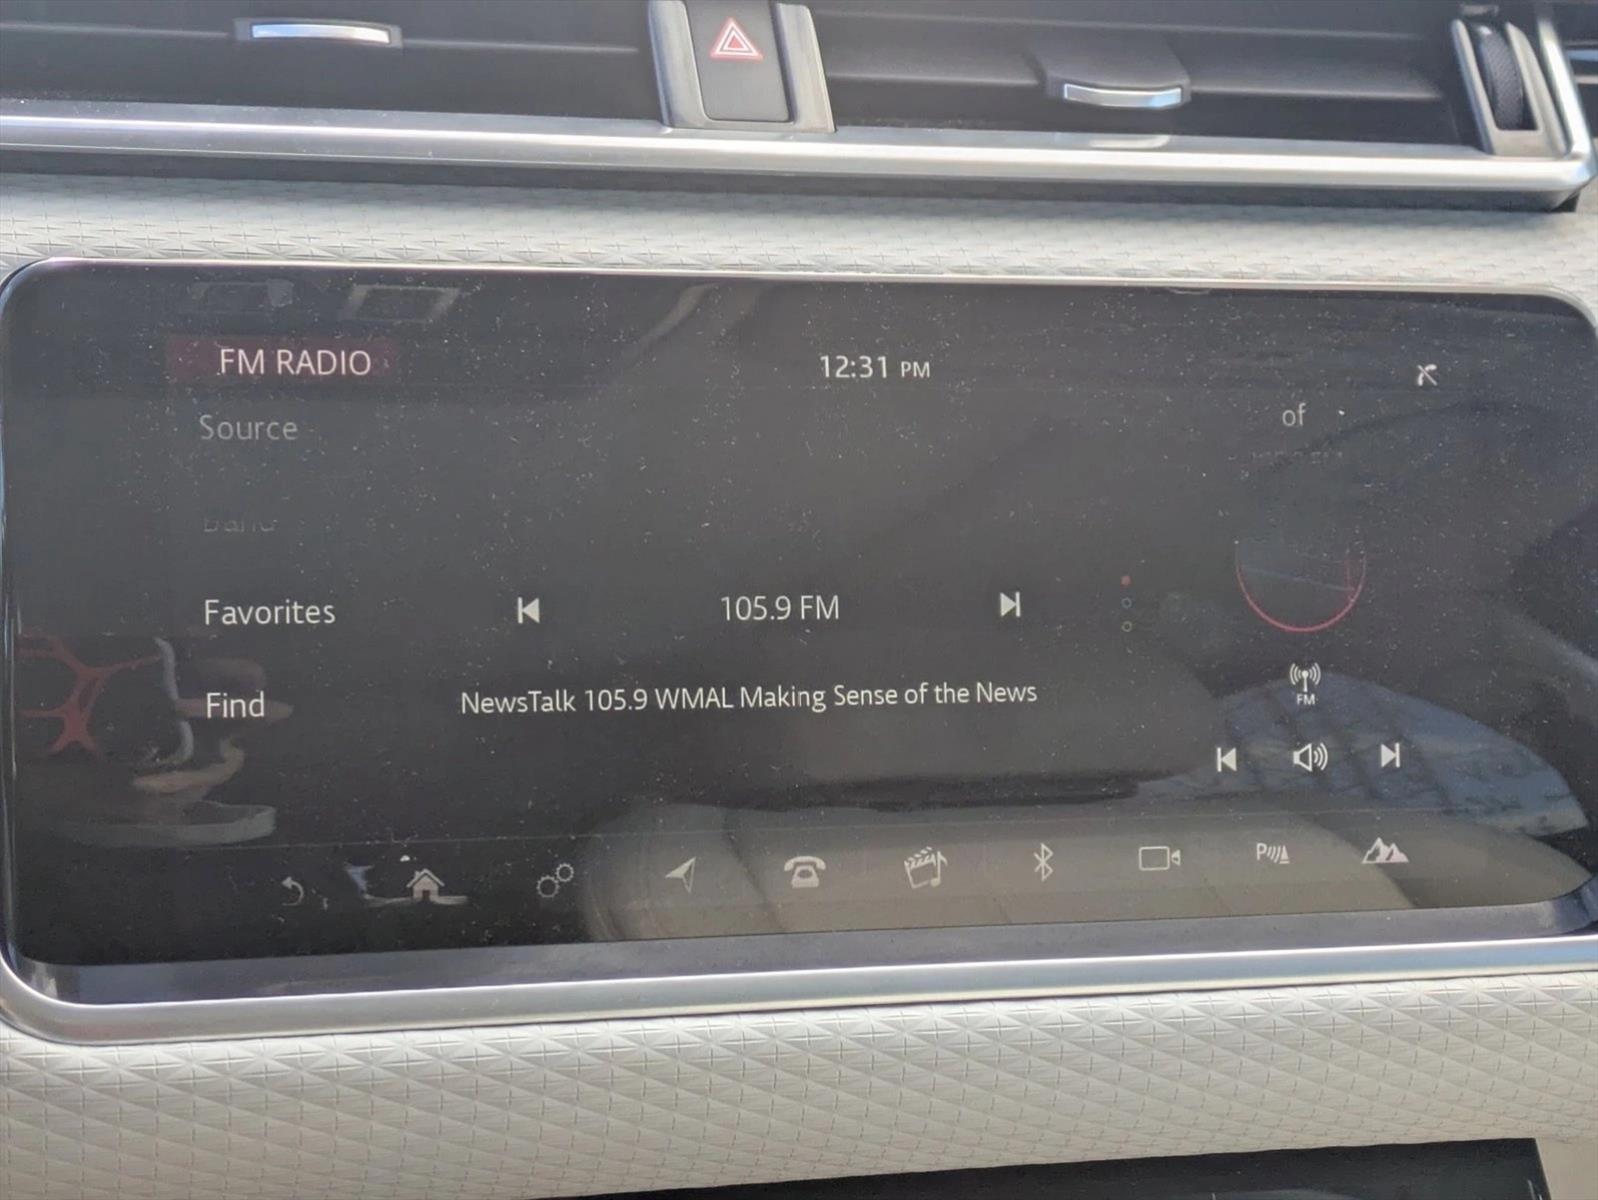 FM RADIO
12:31 PM
Source
of
Favorites
105.9 FM
Find
NewsTalk 105.9 WMAL Making Sense of the News
FM
P